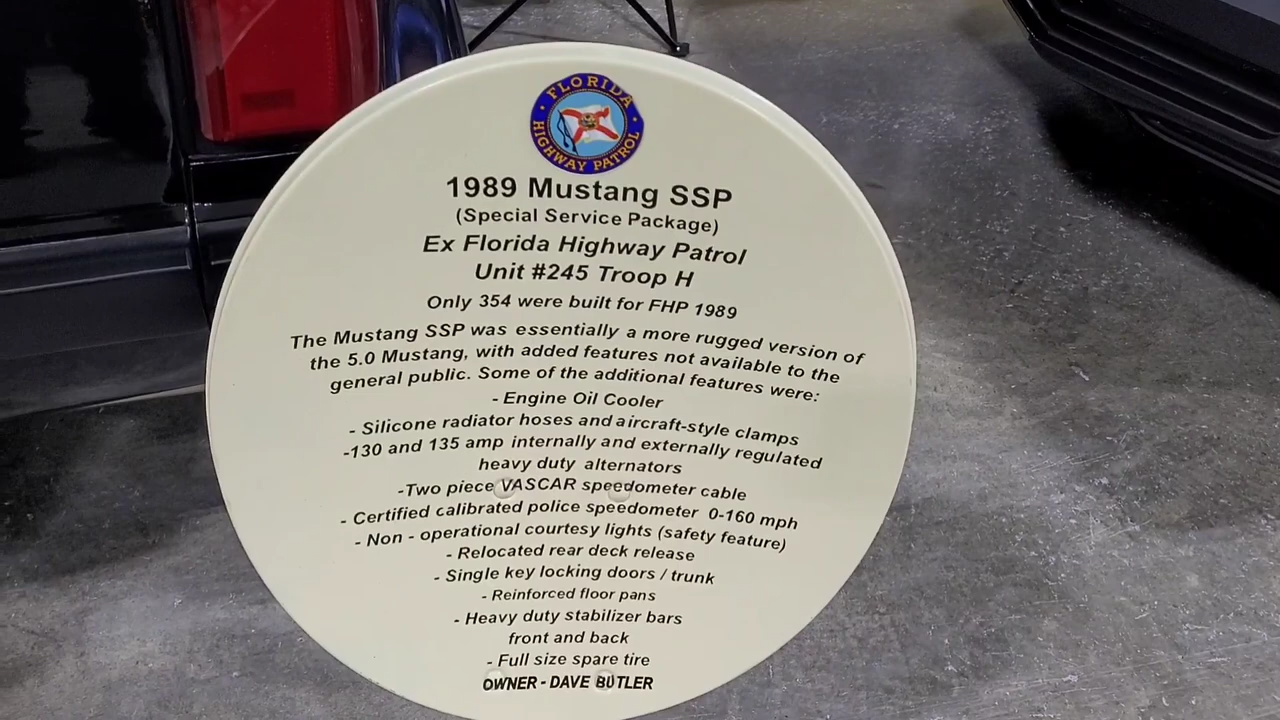 FLORIDA
HIGHWAY PATROL
1989 Mustang SSP
(Special Service Package)
Ex Florida Highway Patrol
Unit #245 Troop H
Only 354 were built for FHP 1989
The Mustang SSP was essentially a more rugged version of
the 5.0 Mustang, with added features not available to the
general public. Some of the additional features were:
- Engine Oil Cooler
- Silicone radiator hoses and aircraft-style clamps
-130 and 135 amp internally and externally regulated
heavy duty alternators
-Two piece VASCAR speedometer cable
- Certified calibrated police speedometer 0-160 mph
- Non - operational courtesy lights (safety feature)
- Relocated rear deck release
- Single key locking doors / trunk
- Reinforced floor pans
- Heavy duty stabilizer bars
front and back
- Full size spare tire
OWNER - DAVE BUTLER